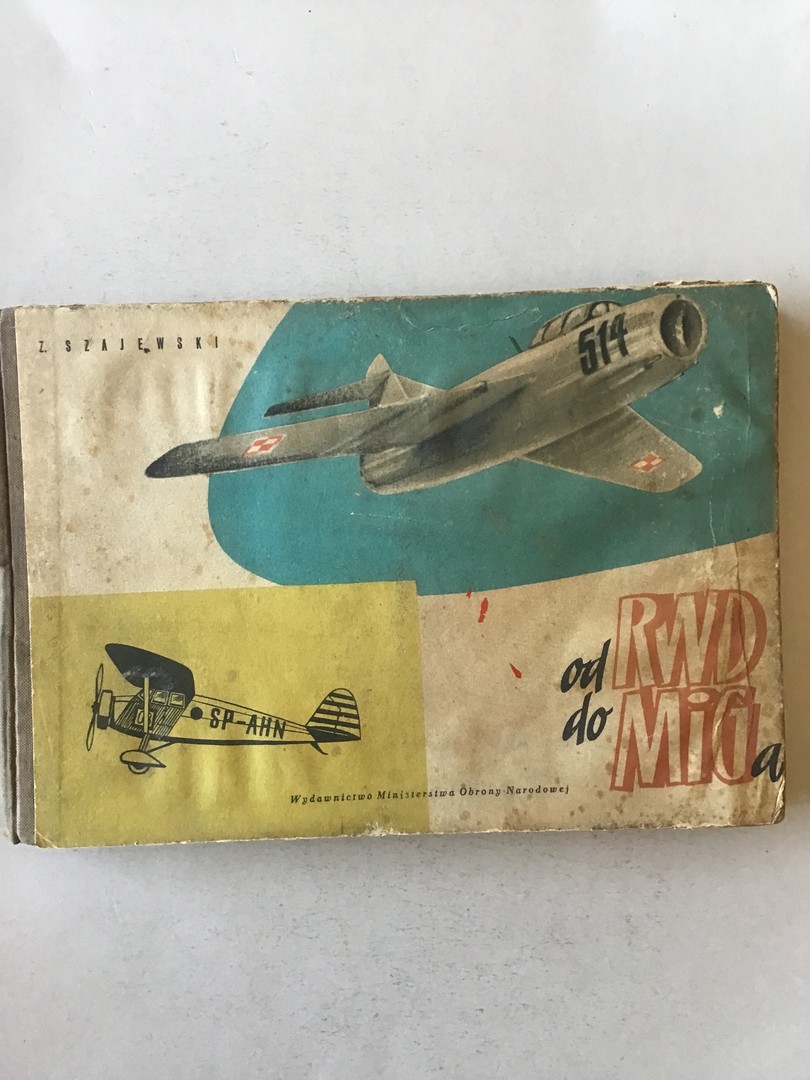 Z. SZAJEWSKI
514
SP-AHN
od RWD
do MiGa
Wydawnictwo Ministerstwa Obrony Narodowej